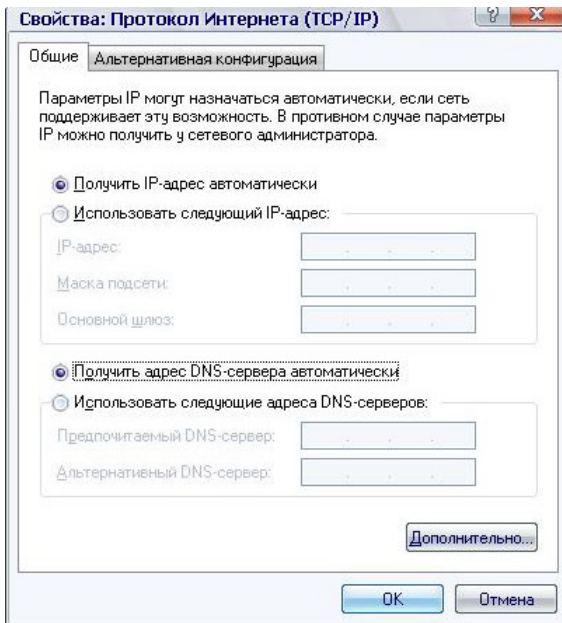 Свойства: Протокол Интернета (TCP/IP)
Общие
Альтернативная конфигурация
Параметры IP могут назначаться автоматически, если сеть
поддерживает эту возможность. В противном случае параметры
IP можно получить у сетевого администратора.
Получить IP-адрес автоматически
Использовать следующий IP-адрес:
IP-адрес:
Маска подсети:
Основной шлюз:
Получить адрес DNS-сервера автоматически
Использовать следующие адреса DNS-серверов:
Предпочитаемый DNS-сервер:
Альтернативный DNS-сервер:
Дополнительно...
OK
Отмена